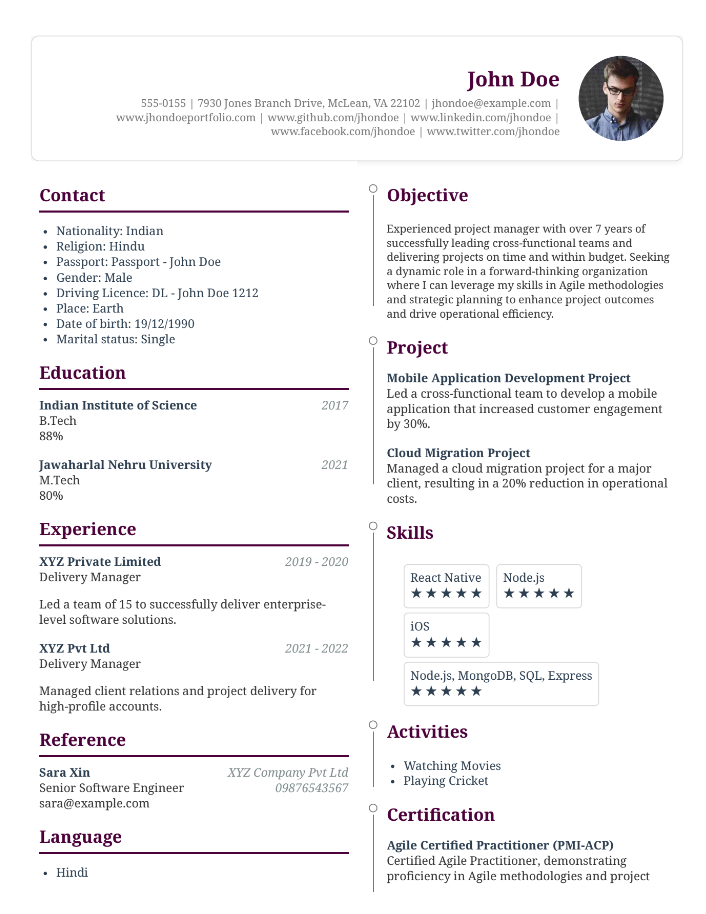 John Doe
555-0155 | 7930 Jones Branch Drive, McLean, VA 22102 | jhondoe@example.com |
www.jhondoeportfolio.com | www.github.com/jhondoe | www.linkedin.com/jhondoe |
www.facebook.com/jhondoe | www.twitter.com/jhondoe
Contact
• Nationality: Indian
• Religion: Hindu
• Passport: Passport - John Doe
• Gender: Male
• Driving Licence: DL - John Doe 1212
• Place: Earth
• Date of birth: 19/12/1990
• Marital status: Single
Education
Indian Institute of Science 2017
B.Tech
88%
Jawaharlal Nehru University 2021
M.Tech
80%
Experience
XYZ Private Limited 2019 - 2020
Delivery Manager
Led a team of 15 to successfully deliver enterprise-
level software solutions.
XYZ Pvt Ltd 2021 - 2022
Delivery Manager
Managed client relations and project delivery for
high-profile accounts.
Reference
Sara Xin XYZ Company Pvt Ltd
Senior Software Engineer 09876543567
sara@example.com
Language
• Hindi
Objective
Experienced project manager with over 7 years of
successfully leading cross-functional teams and
delivering projects on time and within budget. Seeking
a dynamic role in a forward-thinking organization
where I can leverage my skills in Agile methodologies
and strategic planning to enhance project outcomes
and drive operational efficiency.
Project
Mobile Application Development Project
Led a cross-functional team to develop a mobile
application that increased customer engagement
by 30%.
Cloud Migration Project
Managed a cloud migration project for a major
client, resulting in a 20% reduction in operational
costs.
Skills
React Native Node.js
★ ★ ★ ★ ★ ★ ★ ★ ★ ★
iOS
★ ★ ★ ★ ★
Node.js, MongoDB, SQL, Express
★ ★ ★ ★ ★
Activities
• Watching Movies
• Playing Cricket
Certification
Agile Certified Practitioner (PMI-ACP)
Certified Agile Practitioner, demonstrating
proficiency in Agile methodologies and project